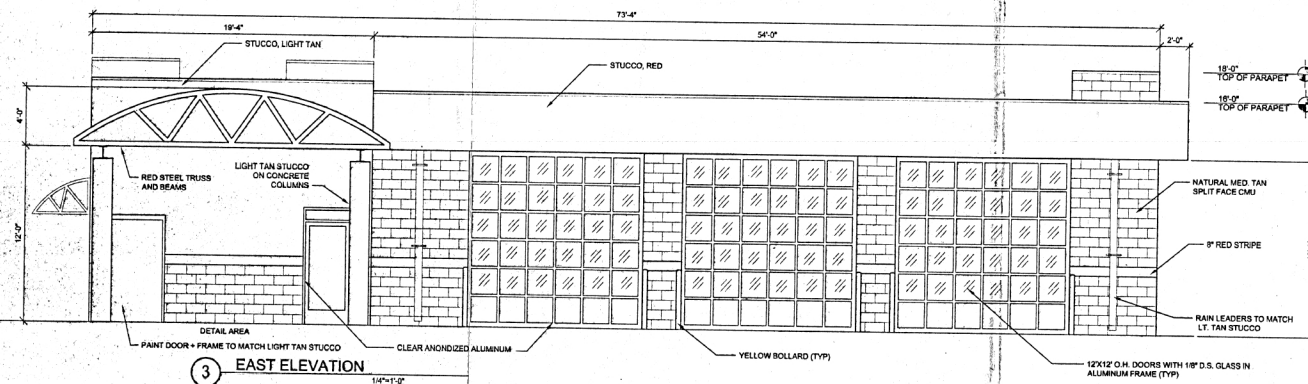 73'-4"
19'-4"
54'-0"
2'-0"
STUCCO, LIGHT TAN
STUCCO, RED
18'-0"
TOP OF PARAPET
16'-0"
TOP OF PARAPET
4'-0"
12'-0"
RED STEEL TRUSS
AND BEAMS
LIGHT TAN STUCCO
ON CONCRETE
COLUMNS
NATURAL MED. TAN
SPLIT FACE CMU
8" RED STRIPE
RAIN LEADERS TO MATCH
LT. TAN STUCCO
DETAIL AREA
PAINT DOOR + FRAME TO MATCH LIGHT TAN STUCCO
CLEAR ANONDIZED ALUMINUM
YELLOW BOLLARD (TYP)
12'X12' O.H. DOORS WITH 1/8" D.S. GLASS IN
ALUMINUM FRAME (TYP)
3 EAST ELEVATION
1/4"=1'-0"